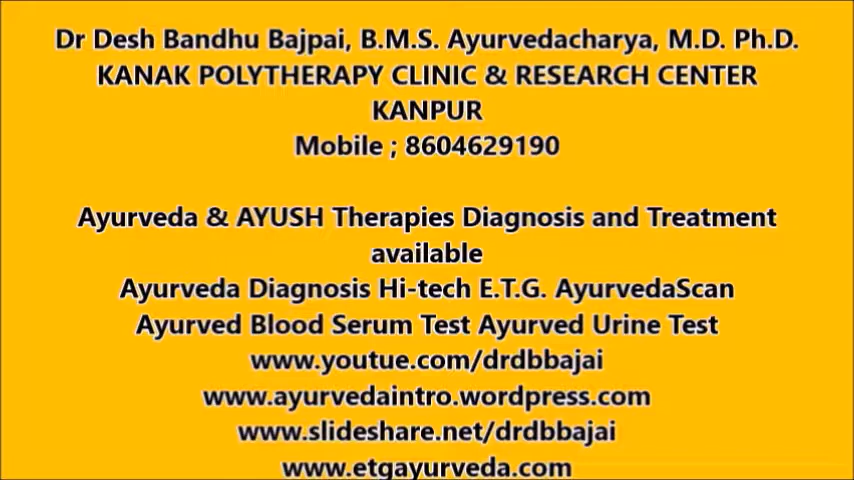 Dr Desh Bandhu Bajpai, B.M.S. Ayurvedacharya, M.D. Ph.D.
KANAK POLYTHERAPY CLINIC & RESEARCH CENTER
KANPUR
Mobile ; 8604629190
Ayurveda & AYUSH Therapies Diagnosis and Treatment
available
Ayurveda Diagnosis Hi-tech E.T.G. AyurvedaScan
Ayurved Blood Serum Test Ayurved Urine Test
www.youtue.com/drdbbajai
www.ayurvedaintro.wordpress.com
www.slideshare.net/drdbbajai
www.etgayurveda.com